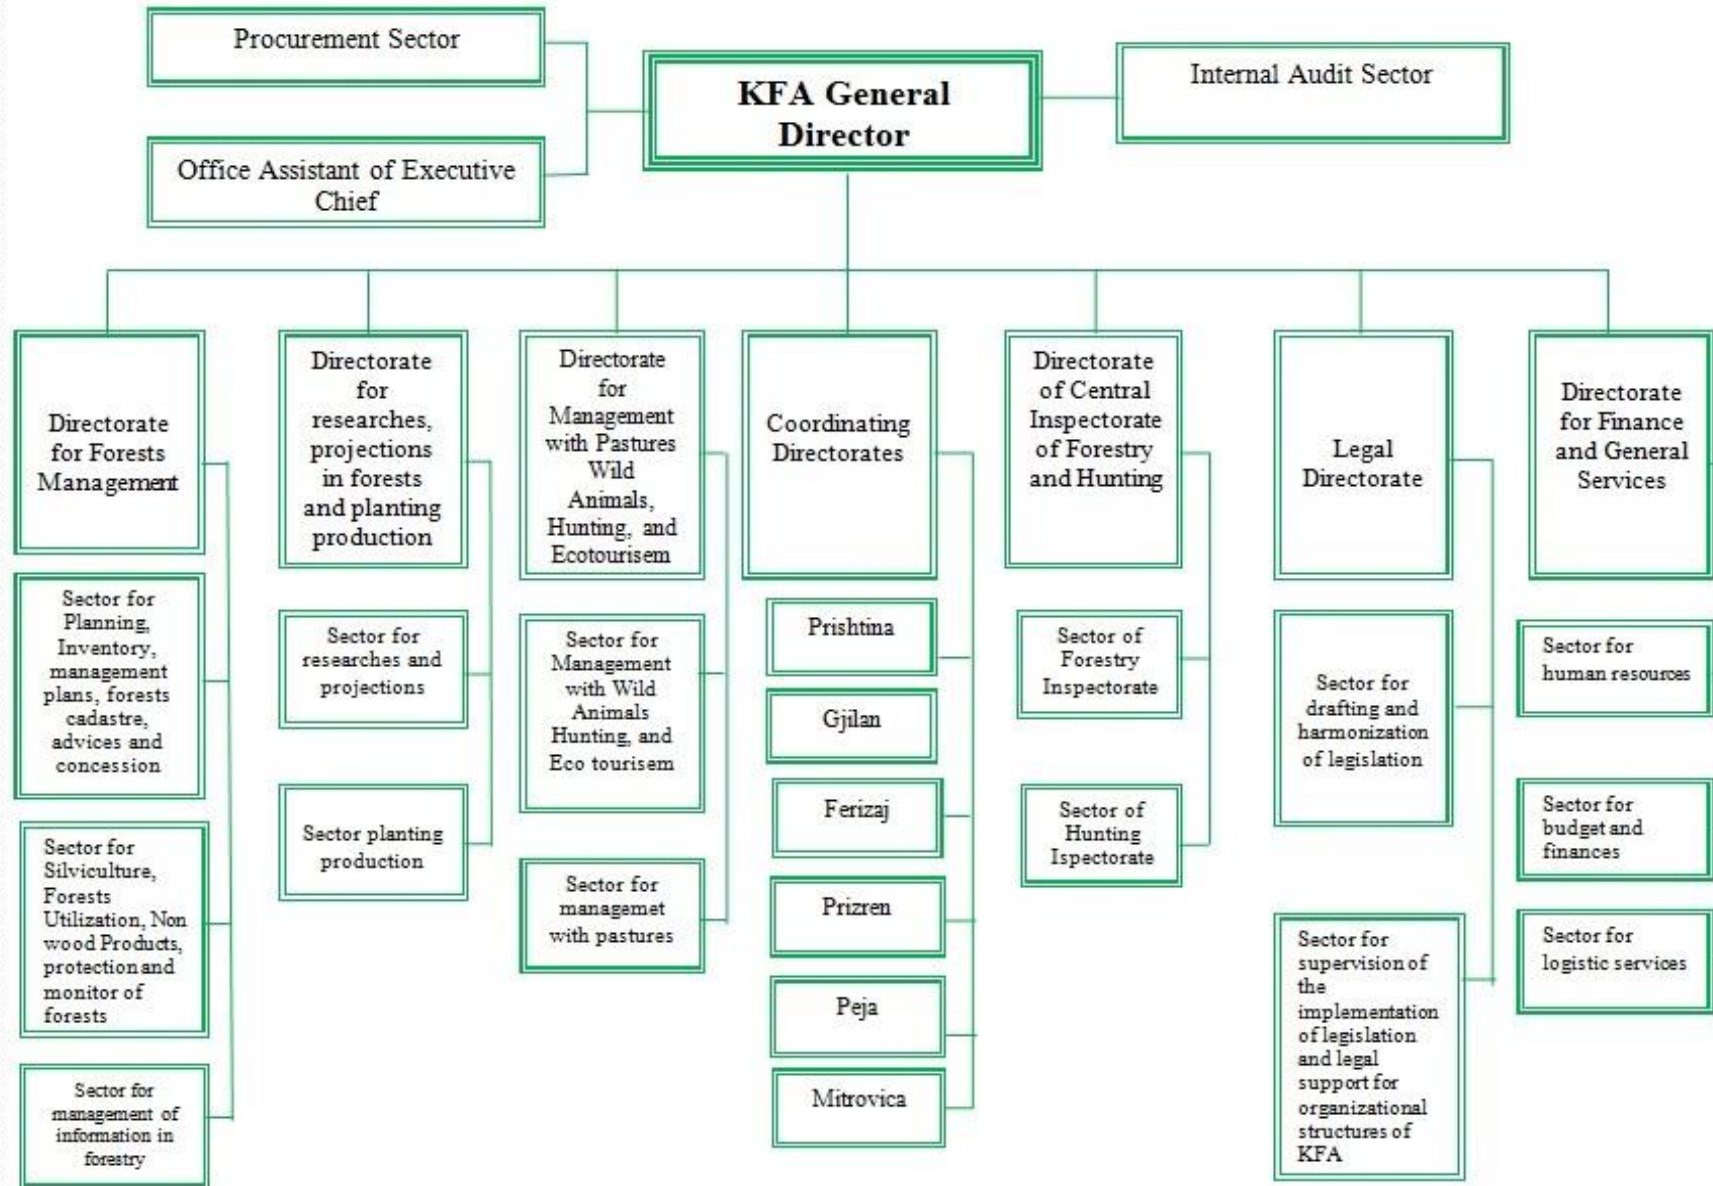 Procurement Sector
KFA General
Director
Internal Audit Sector
Office Assistant of Executive
Chief
Directorate
for Forests
Management
Sector for
Planning,
Inventory,
management
plans, forests
cadastre,
advices and
concession
Sector for
Silviculture,
Forests
Utilization, Non
wood Products,
protection and
monitor of
forests
Sector for
management of
information in
forestry
Directorate
for
researches,
projections
in forests
and planting
production
Sector for
researches and
projections
Sector planting
production
Directorate
for
Management
with Pastures
Wild
Animals,
Hunting, and
Ecotourisem
Sector for
Management
with Wild
Animals
Hunting, and
Eco tourisem
Sector for
managemet
with pastures
Coordinating
Directorates
Prishtina
Gjilan
Ferizaj
Prizren
Peja
Mitrovica
Directorate
of Central
Inspectorate
of Forestry
and Hunting
Sector of
Forestry
Inspectorate
Sector of
Hunting
Ispectorate
Legal
Directorate
Sector for
drafting and
harmonization
of legislation
Sector for
supervision of
the
implementation
of legislation
and legal
support for
organizational
structures of
KFA
Directorate
for Finance
and General
Services
Sector for
human resources
Sector for
budget and
finances
Sector for
logistic services